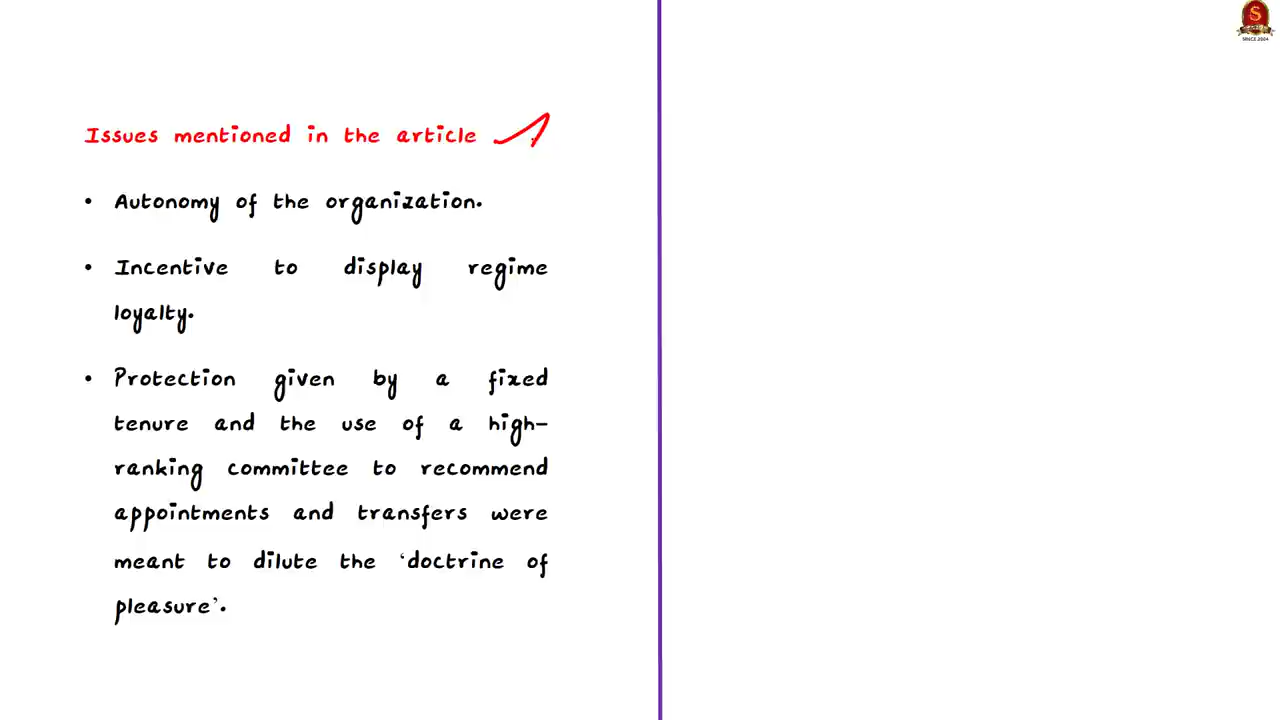 Issues mentioned in the article
• Autonomy of the organization.
• Incentive to display regime
loyalty.
• Protection given by a fixed
tenure and the use of a high-
ranking committee to recommend
appointments and transfers were
meant to dilute the ‘doctrine of
pleasure’.
S
SINCE 2004